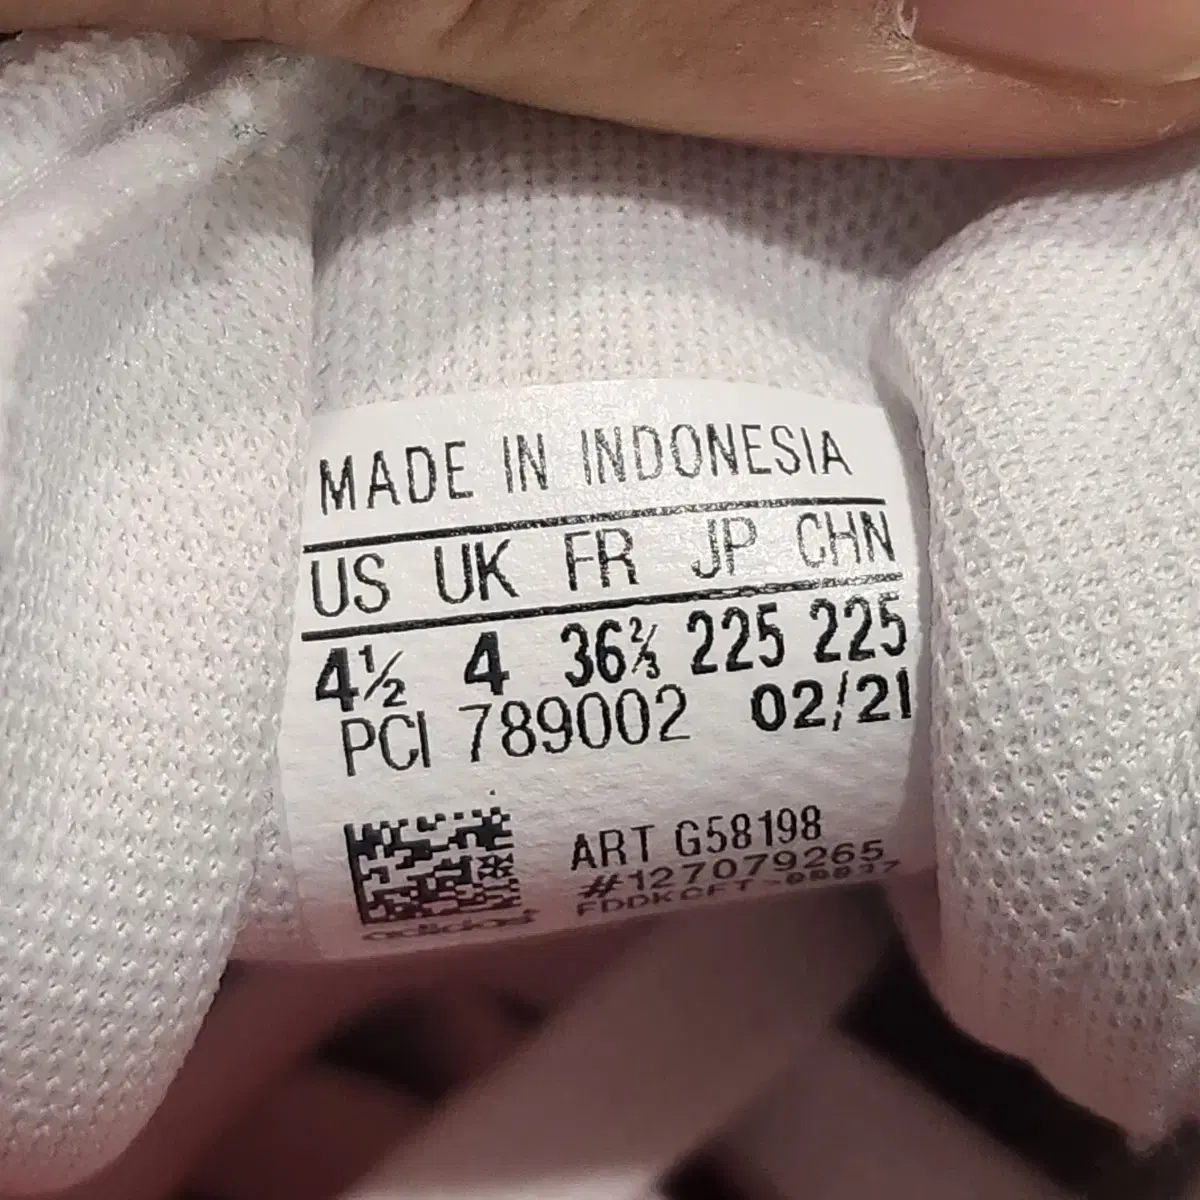 MADE IN INDONESIA
US UK FR JP CHN
4½ 4 36⅔ 225 225
PCI 789002 02/21
ART G58198
#127079265
adidas